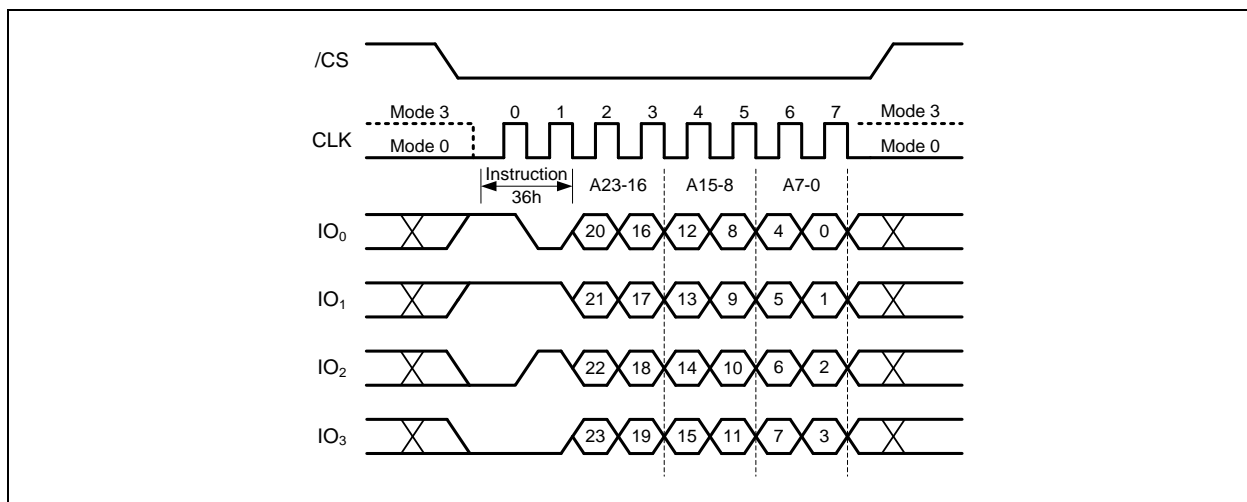 /CS
Mode 3 0 1 2 3 4 5 6 7 Mode 3
CLK
Mode 0 Mode 0
Instruction A23-16 A15-8 A7-0
36h
IO0 20 16 12 8 4 0
IO1 21 17 13 9 5 1
IO2 22 18 14 10 6 2
IO3 23 19 15 11 7 3